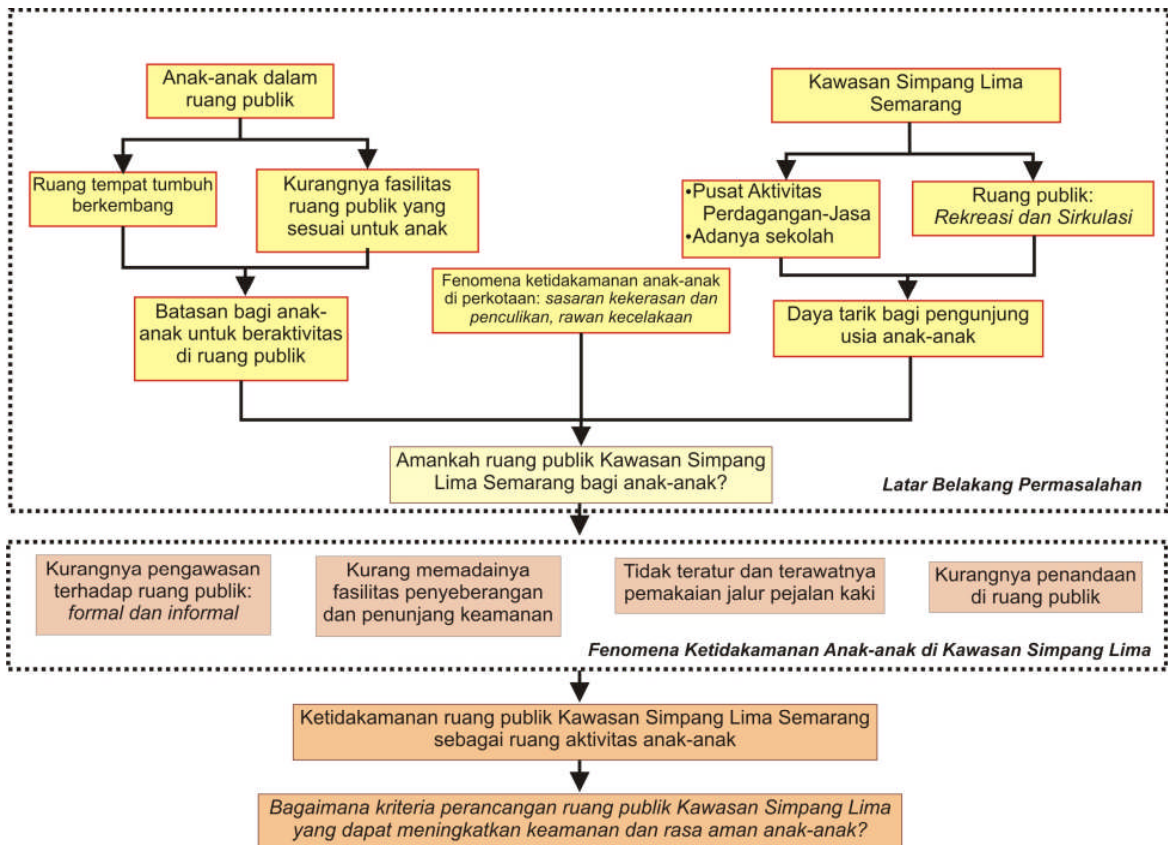 Anak-anak dalam
ruang publik
Kawasan Simpang Lima
Semarang
Ruang tempat tumbuh
berkembang
Kurangnya fasilitas
ruang publik yang
sesuai untuk anak
•Pusat Aktivitas
Perdagangan-Jasa
•Adanya sekolah
Ruang publik:
Rekreasi dan Sirkulasi
Batasan bagi anak-
anak untuk beraktivitas
di ruang publik
Fenomena ketidakamanan anak-anak
di perkotaan: sasaran kekerasan dan
penculikan, rawan kecelakaan
Daya tarik bagi pengunjung
usia anak-anak
Amankah ruang publik Kawasan Simpang
Lima Semarang bagi anak-anak?
Latar Belakang Permasalahan
Kurangnya pengawasan
terhadap ruang publik:
formal dan informal
Kurang memadainya
fasilitas penyeberangan
dan penunjang keamanan
Tidak teratur dan terawatnya
pemakaian jalur pejalan kaki
Kurangnya penandaan
di ruang publik
Fenomena Ketidakamanan Anak-anak di Kawasan Simpang Lima
Ketidakamanan ruang publik Kawasan Simpang Lima Semarang
sebagai ruang aktivitas anak-anak
Bagaimana kriteria perancangan ruang publik Kawasan Simpang Lima
yang dapat meningkatkan keamanan dan rasa aman anak-anak?